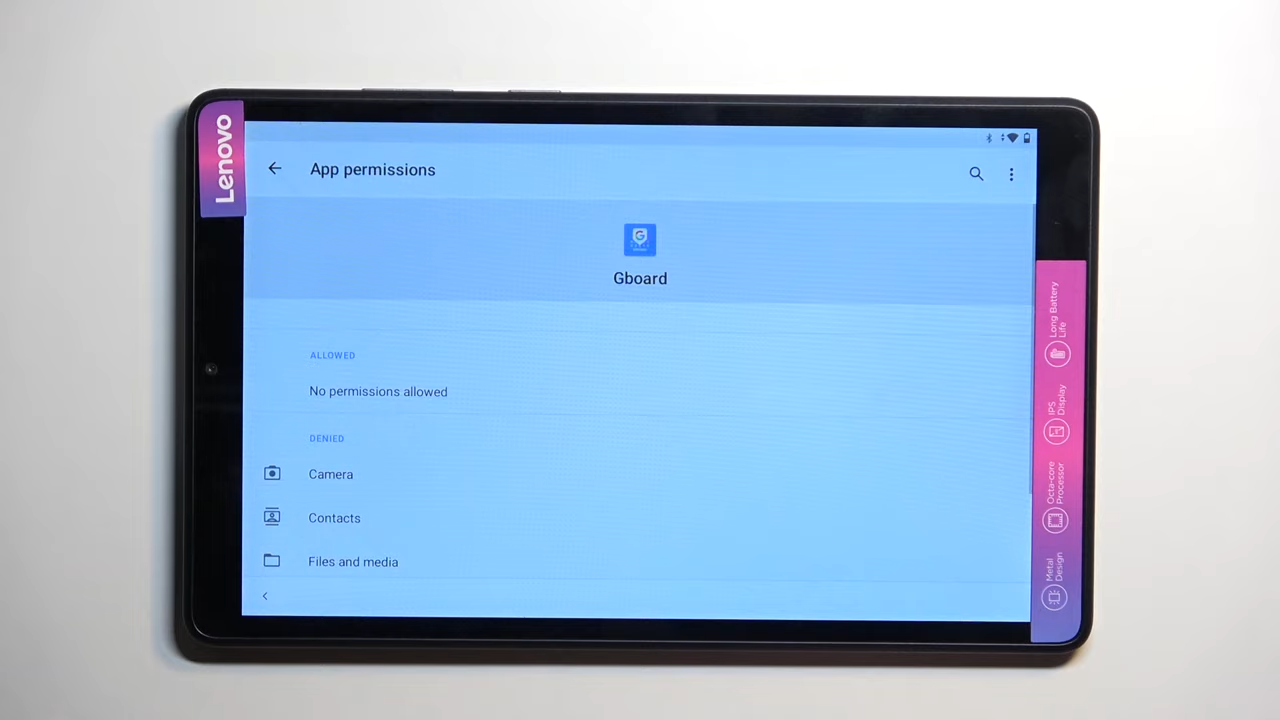 Lenovo
App permissions
Gboard
ALLOWED
No permissions allowed
DENIED
Camera
Contacts
Files and media
Long Battery
Life
IPS
Display
Octa-core
Processor
Metal
Design